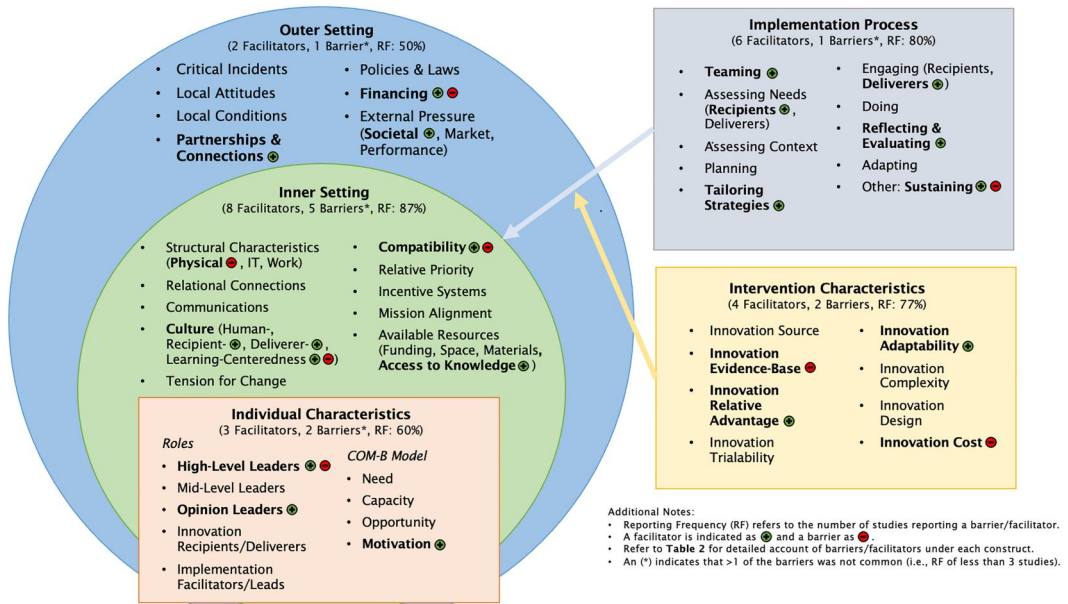 Outer Setting
(2 Facilitators, 1 Barrier*, RF: 50%)
• Critical Incidents
• Local Attitudes
• Local Conditions
• Partnerships &
Connections
• Policies & Laws
• Financing
• External Pressure
(Societal , Market,
Performance)
Inner Setting
(8 Facilitators, 5 Barriers*, RF: 87%)
• Structural Characteristics
(Physical , IT, Work)
• Relational Connections
• Communications
• Culture (Human-,
Recipient- , Deliverer- ,
Learning-Centeredness )
• Tension for Change
• Compatibility
• Relative Priority
• Incentive Systems
• Mission Alignment
• Available Resources
(Funding, Space, Materials,
Access to Knowledge )
Individual Characteristics
(3 Facilitators, 2 Barriers*, RF: 60%)
Roles
• High-Level Leaders
• Mid-Level Leaders
• Opinion Leaders
• Innovation
Recipients/Deliverers
• Implementation
Facilitators/Leads
COM-B Model
• Need
• Capacity
• Opportunity
• Motivation
Implementation Process
(6 Facilitators, 1 Barriers*, RF: 80%)
• Teaming
• Assessing Needs
(Recipients ,
Deliverers)
• Assessing Context
• Planning
• Tailoring
Strategies
• Engaging (Recipients,
Deliverers )
• Doing
• Reflecting &
Evaluating
• Adapting
• Other: Sustaining
Intervention Characteristics
(4 Facilitators, 2 Barriers, RF: 77%)
• Innovation Source
• Innovation
Evidence-Base
• Innovation
Relative
Advantage
• Innovation
Trialability
• Innovation
Adaptability
• Innovation
Complexity
• Innovation
Design
• Innovation Cost
Additional Notes:
• Reporting Frequency (RF) refers to the number of studies reporting a barrier/facilitator.
• A facilitator is indicated as and a barrier as .
• Refer to Table 2 for detailed account of barriers/facilitators under each construct.
• An (*) indicates that >1 of the barriers was not common (i.e., RF of less than 3 studies).